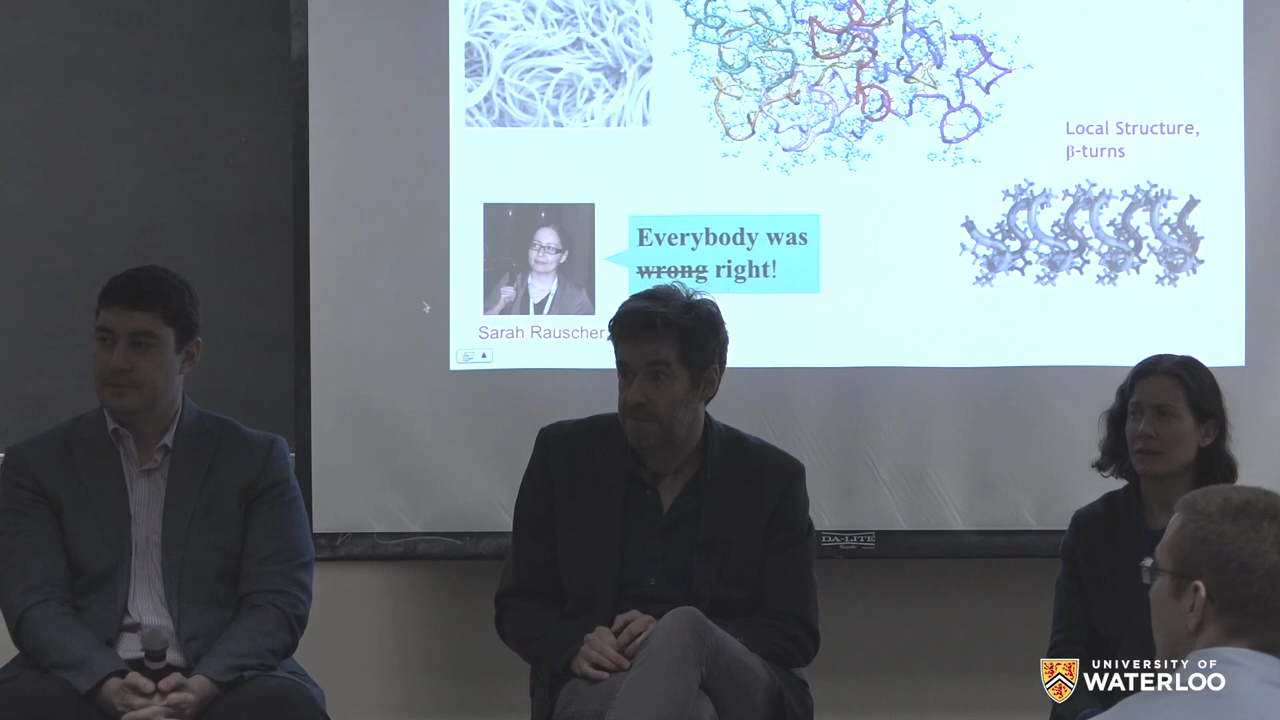 Local Structure,
β-turns
Everybody was
wrong right!
Sarah Rauscher
DA-LITE
UNIVERSITY OF
WATERLOO